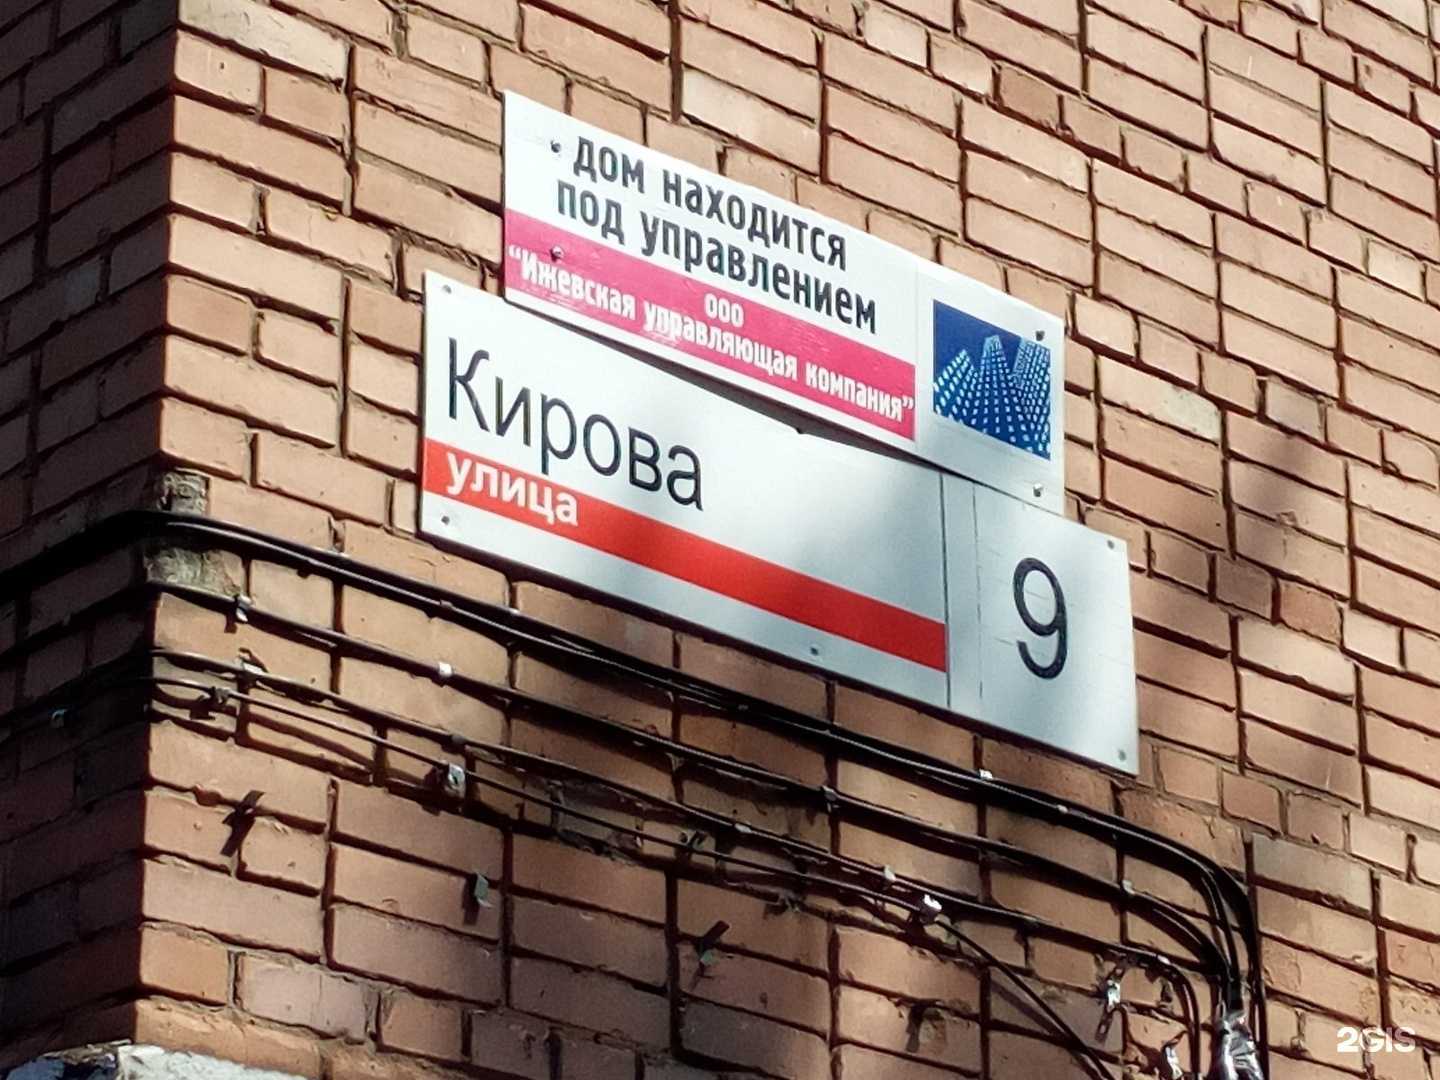 дом находится
под управлением
ООО
“Ижевская управляющая компания”
Кирова
улица
9
2GIS